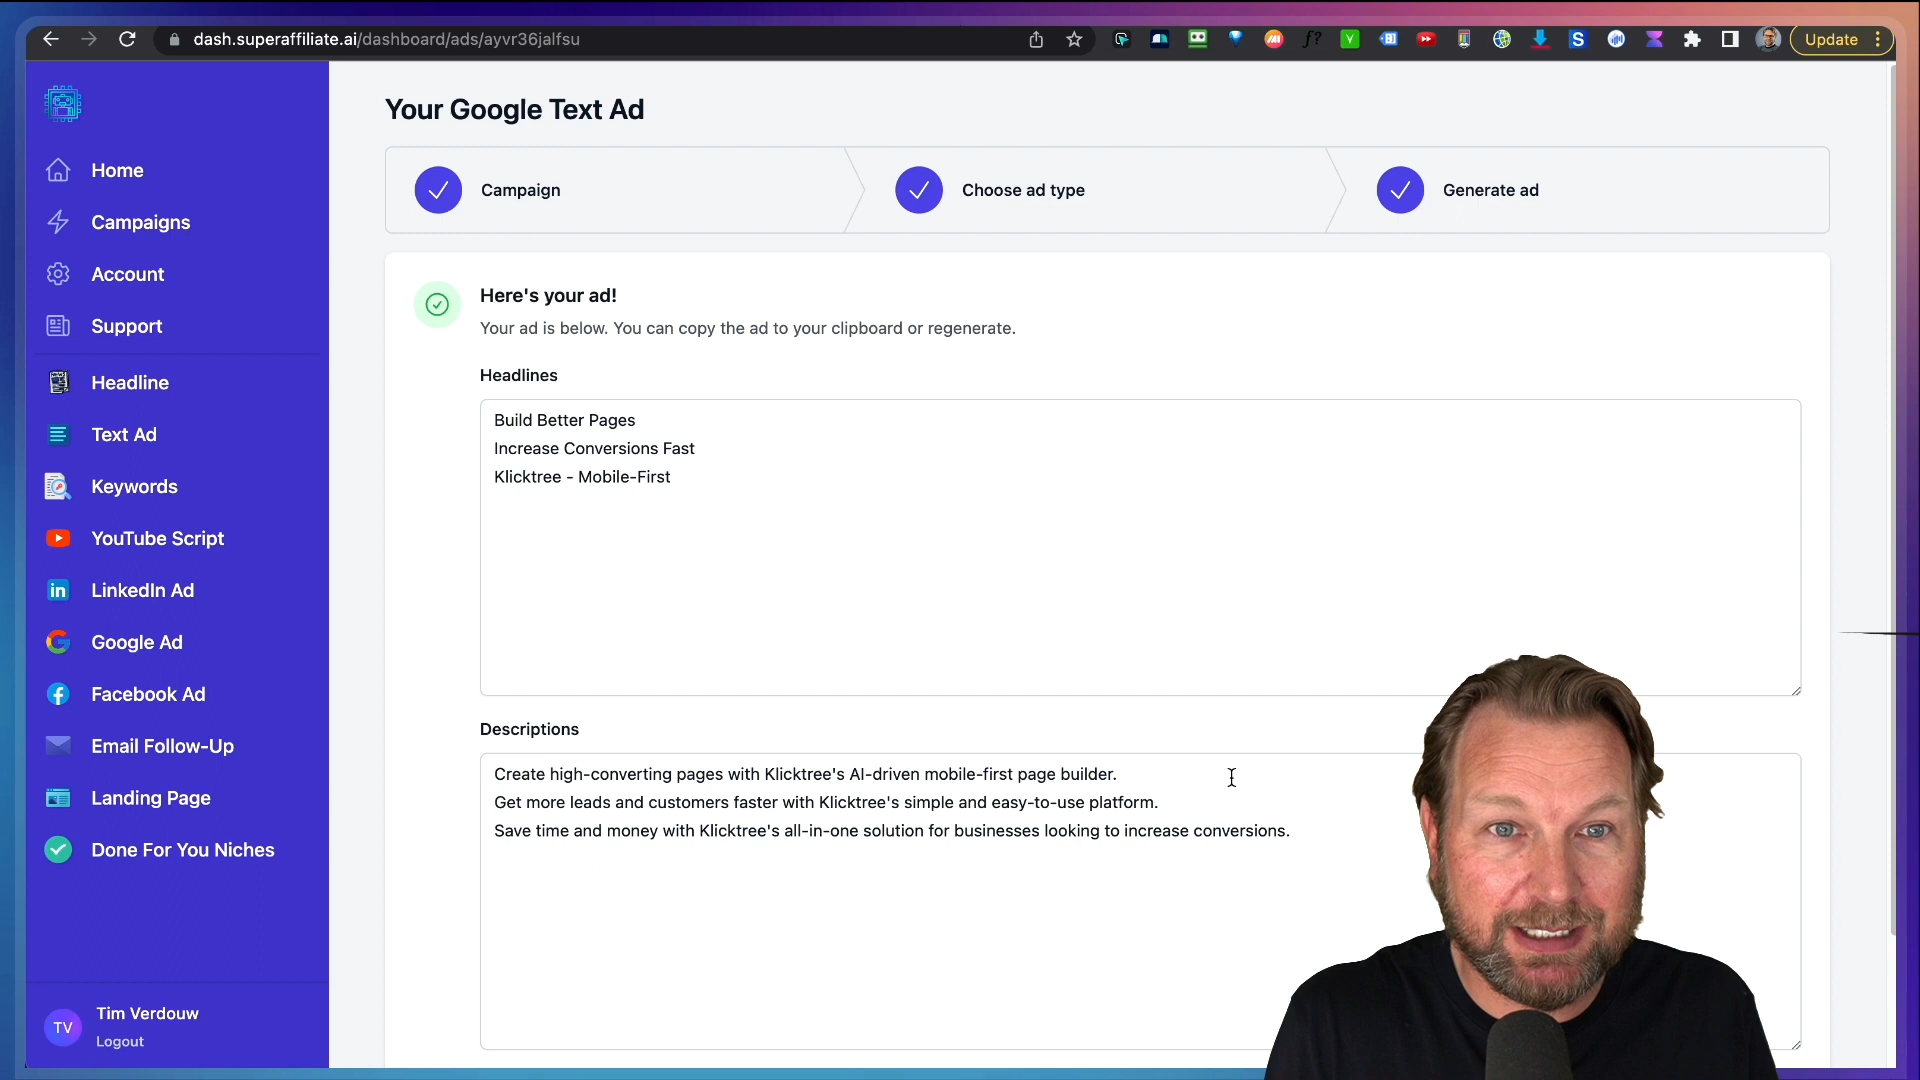 dash.superaffiliate.ai/dashboard/ads/ayvr36jalfsu
Update
Home
Campaigns
Account
Support
Headline
Text Ad
Keywords
YouTube Script
LinkedIn Ad
Google Ad
Facebook Ad
Email Follow-Up
Landing Page
Done For You Niches
TV
Tim Verdouw
Logout
Your Google Text Ad
Campaign
Choose ad type
Generate ad
Here's your ad!
Your ad is below. You can copy the ad to your clipboard or regenerate.
Headlines
Build Better Pages
Increase Conversions Fast
Klicktree - Mobile-First
Descriptions
Create high-converting pages with Klicktree's AI-driven mobile-first page builder.
Get more leads and customers faster with Klicktree's simple and easy-to-use platform.
Save time and money with Klicktree's all-in-one solution for businesses looking to increase conversions.